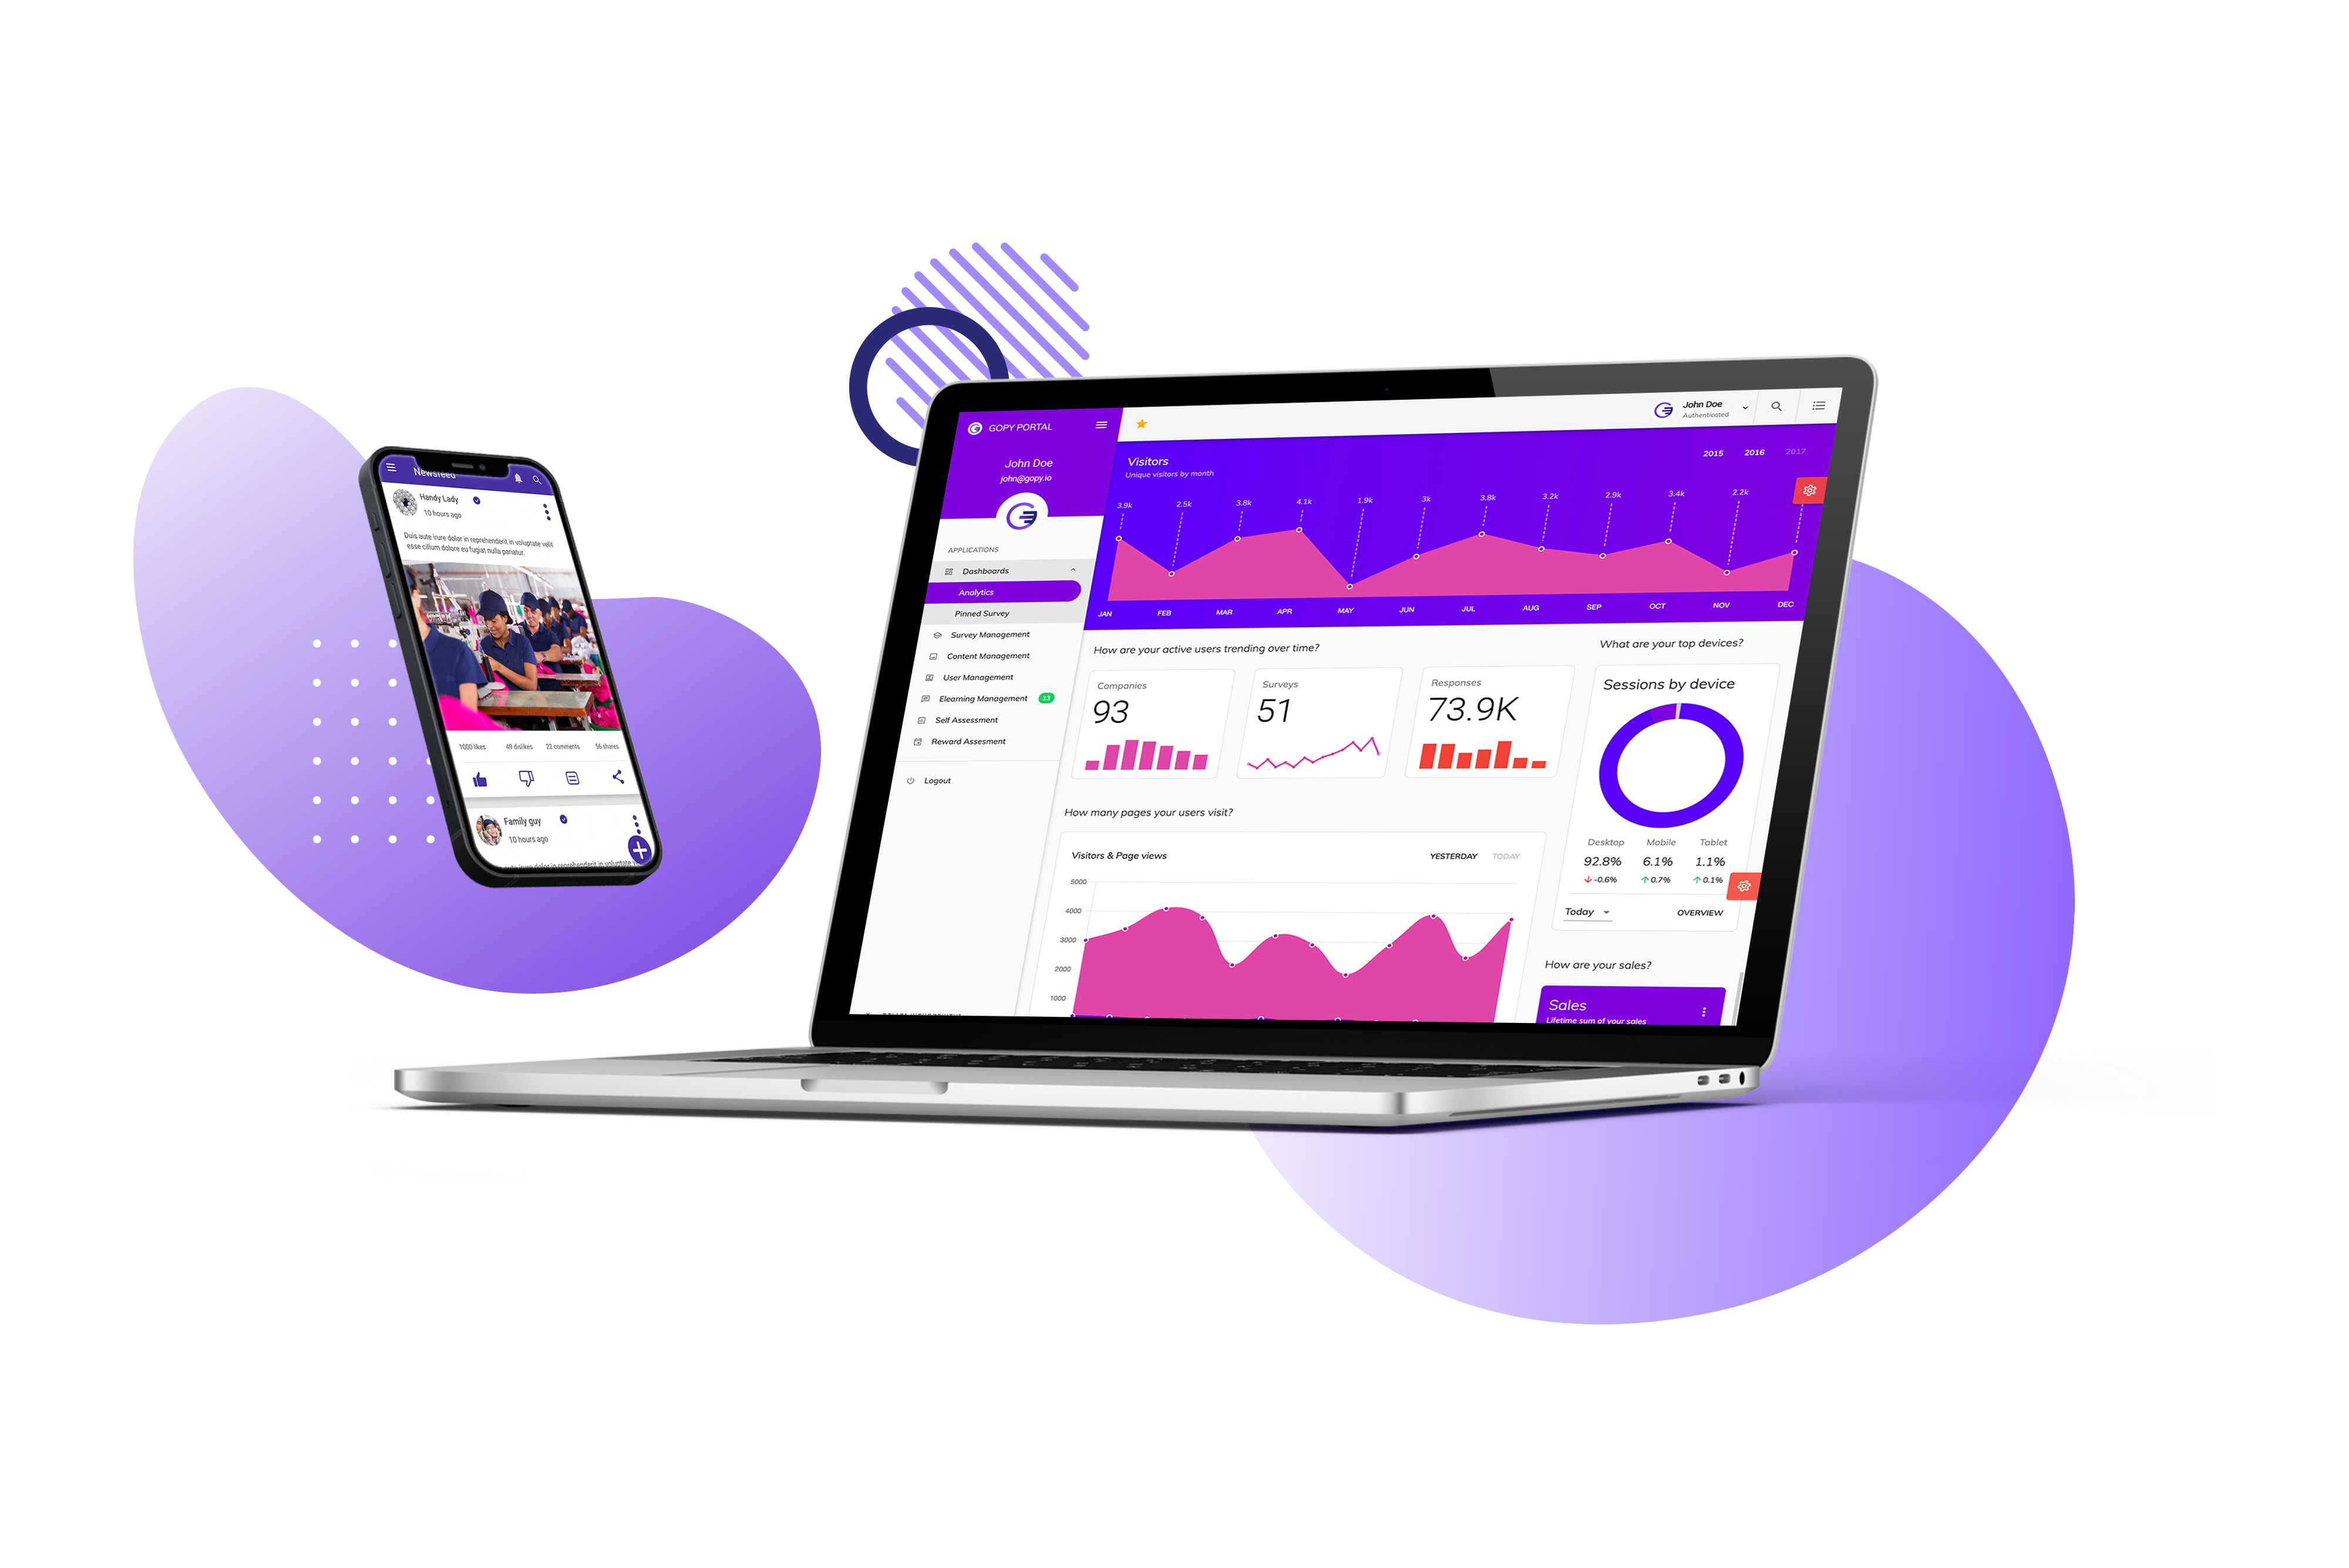 Newsfeed
Handy Lady
10 hours ago
Duis aute irure dolor in reprehenderit in voluptate velit
esse cillum dolore eu fugiat nulla pariatur.
1000 likes 49 dislikes 22 comments 56 shares
Family guy
10 hours ago
aute irure dolor in reprehenderit in voluptate
GOPY PORTAL
John Doe
john@gopy.io
APPLICATIONS
Dashboards
Analytics
Pinned Survey
Survey Management
Content Management
User Management
Elearning Management 13
Self Assessment
Reward Assesment
Logout
John Doe
Authenticated
Visitors
Unique visitors by month
2015 2016 2017
3.9k 2.5k 3.8k 4.1k 1.9k 3k 3.8k 3.2k 2.9k 3.4k 2.2k
JAN FEB MAR APR MAY JUN JUL AUG SEP OCT NOV DEC
How are your active users trending over time?
Companies
93
Surveys
51
Responses
73.9K
How many pages your users visit?
Visitors & Page views
YESTERDAY TODAY
5000
4000
3000
2000
1000
What are your top devices?
Sessions by device
Desktop Mobile Tablet
92.8% 6.1% 1.1%
-0.6% 0.7% 0.1%
Today OVERVIEW
How are your sales?
Sales
Lifetime sum of your sales